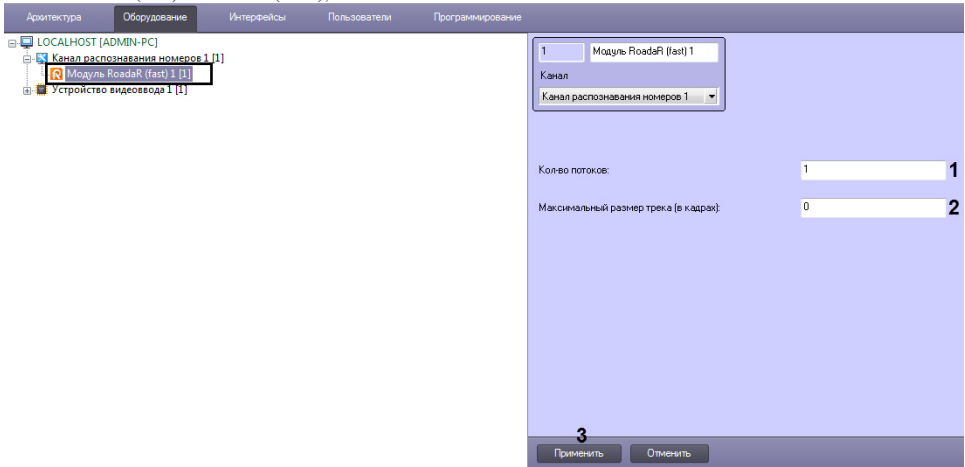 Архитектура Оборудование Интерфейсы Пользователи Программирование
LOCALHOST [ADMIN-PC]
Канал распознавания номеров 1 [1]
Модуль RoadaR (fast) 1 [1]
Устройство видеоввода 1 [1]
1 Модуль RoadaR (fast) 1
Канал
Канал распознавания номеров 1
Кол-во потоков: 1 1
Максимальный размер трека (в кадрах): 0 2
3
Применить Отменить